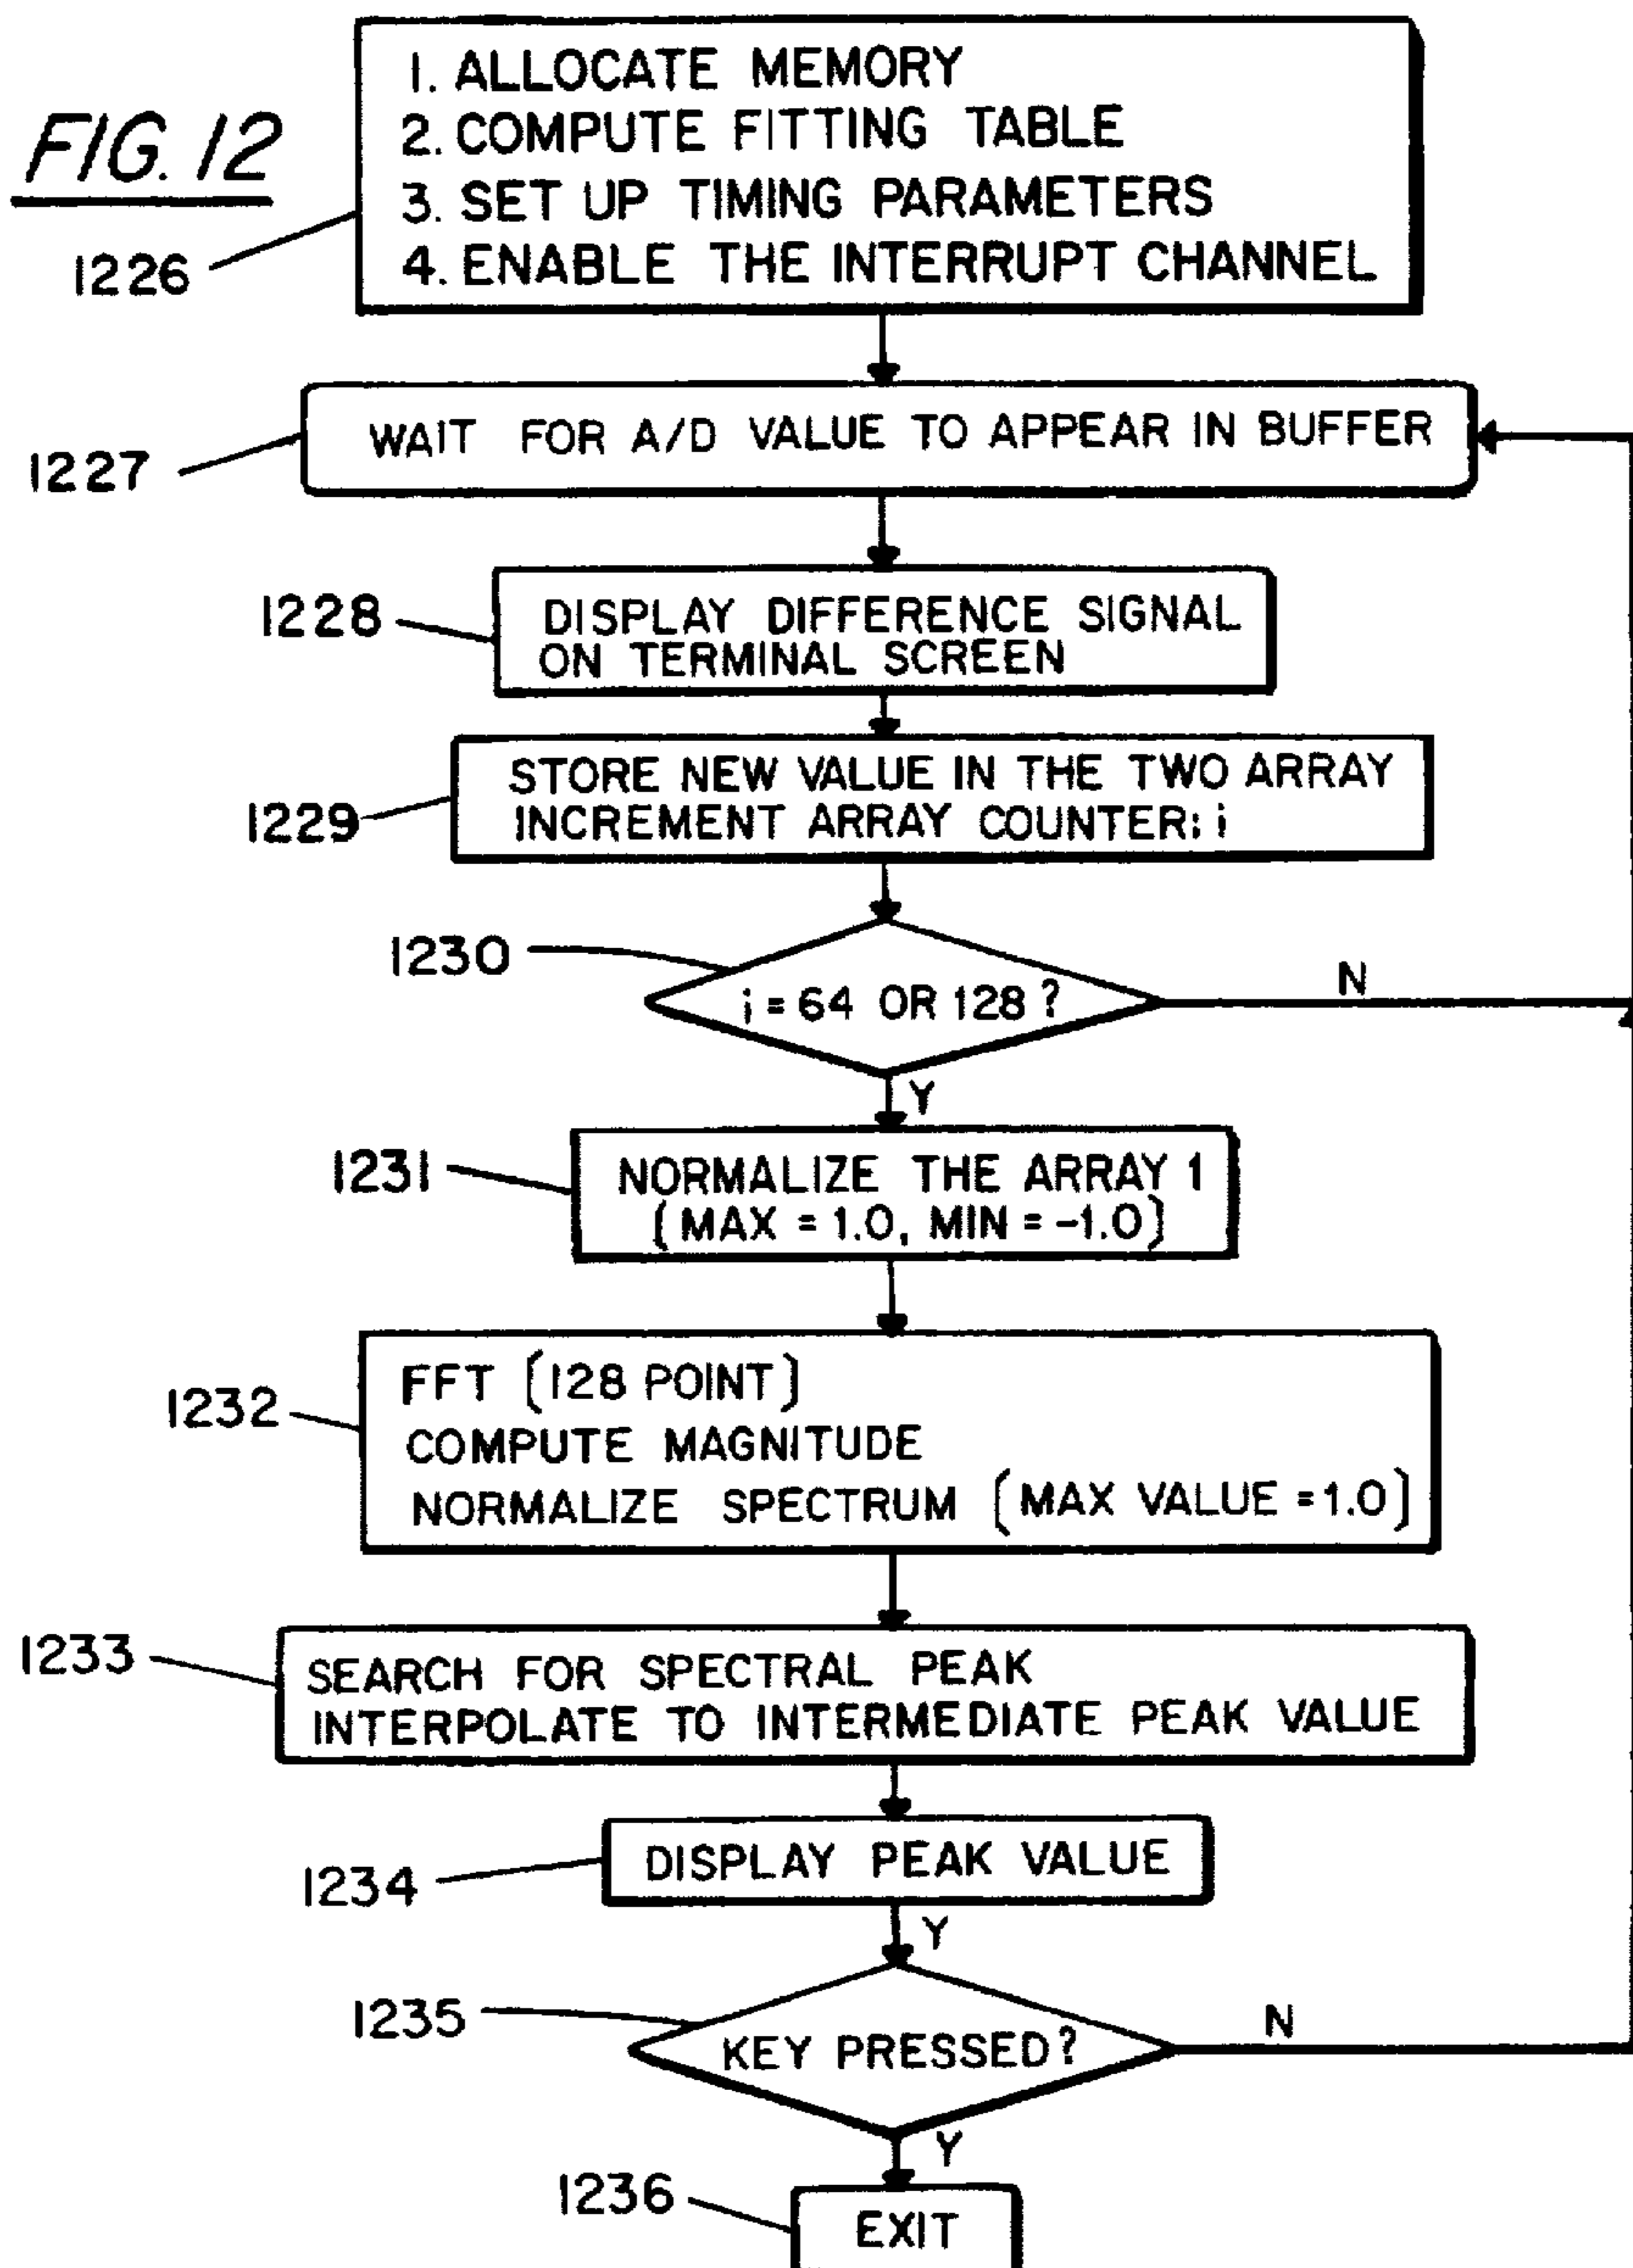 FIG. 12
1. ALLOCATE MEMORY
2. COMPUTE FITTING TABLE
3. SET UP TIMING PARAMETERS
4. ENABLE THE INTERRUPT CHANNEL
1226
WAIT FOR A/D VALUE TO APPEAR IN BUFFER
1227
1228
DISPLAY DIFFERENCE SIGNAL
ON TERMINAL SCREEN
STORE NEW VALUE IN THE TWO ARRAY
INCREMENT ARRAY COUNTER: i
1229
1230
i = 64 OR 128 ?
N
Y
1231
NORMALIZE THE ARRAY 1
(MAX = 1.0, MIN = -1.0)
1232
FFT (128 POINT)
COMPUTE MAGNITUDE
NORMALIZE SPECTRUM (MAX VALUE = 1.0)
1233
SEARCH FOR SPECTRAL PEAK
INTERPOLATE TO INTERMEDIATE PEAK VALUE
1234
DISPLAY PEAK VALUE
Y
1235
KEY PRESSED?
N
Y
1236
EXIT